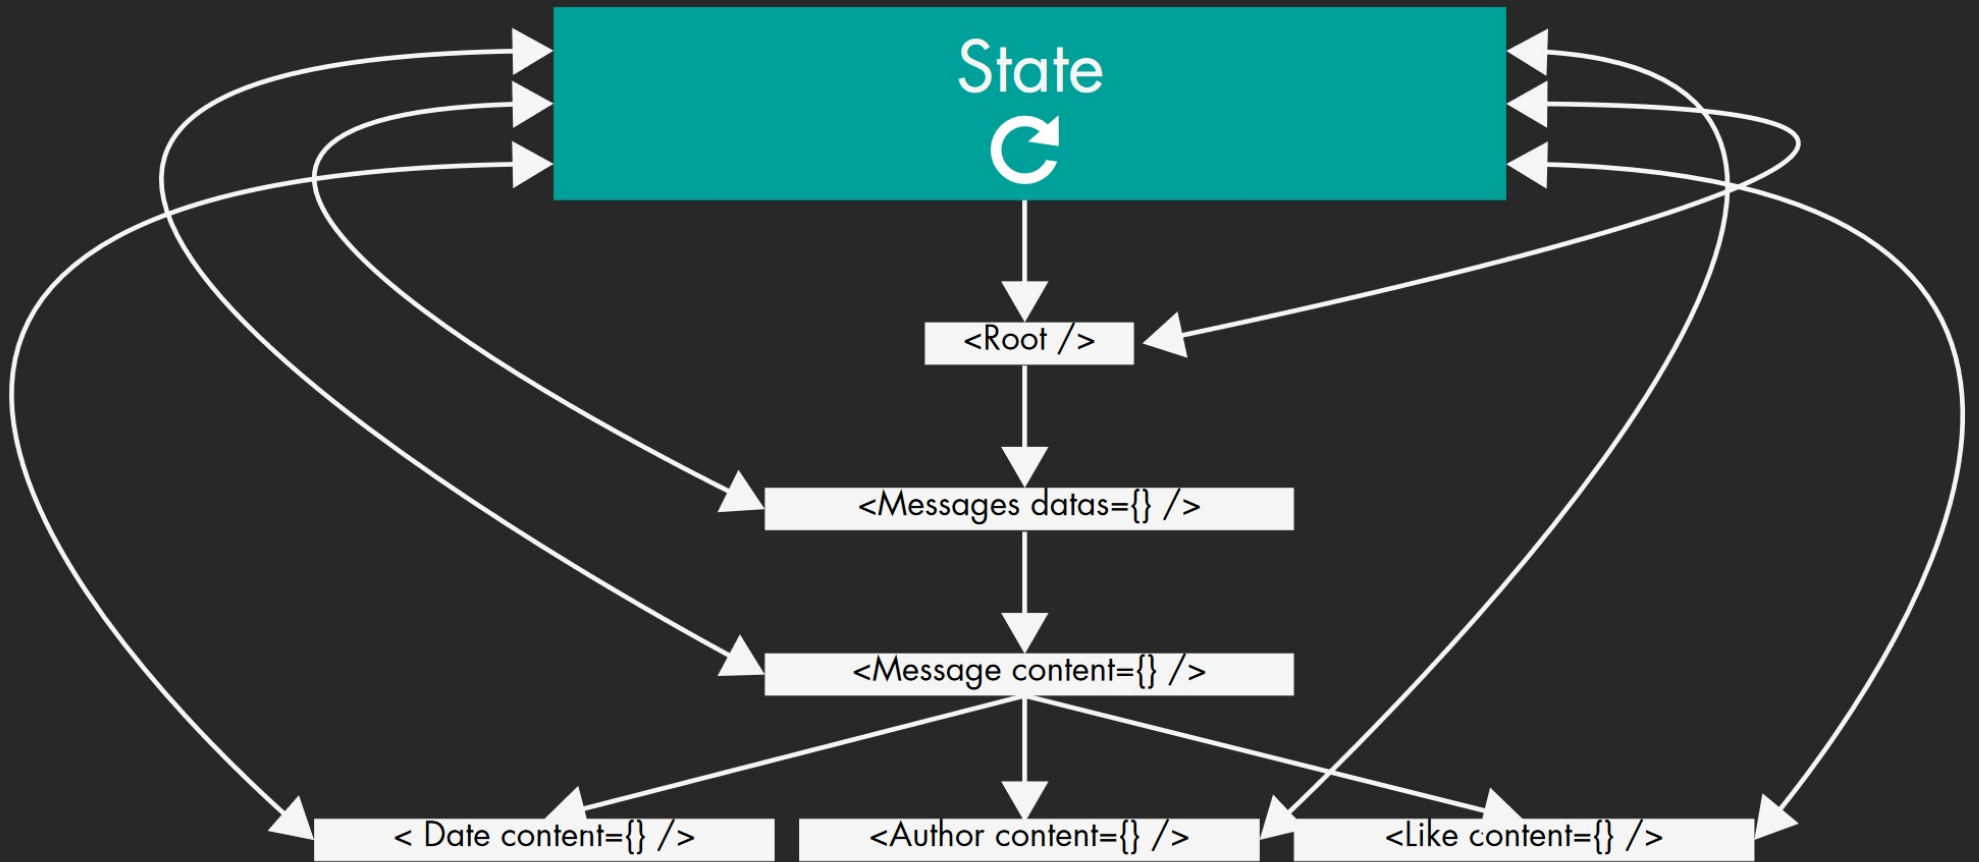 State
<Root />
<Messages datas={} />
<Message content={} />
< Date content={} />
<Author content={} />
<Like content={} />